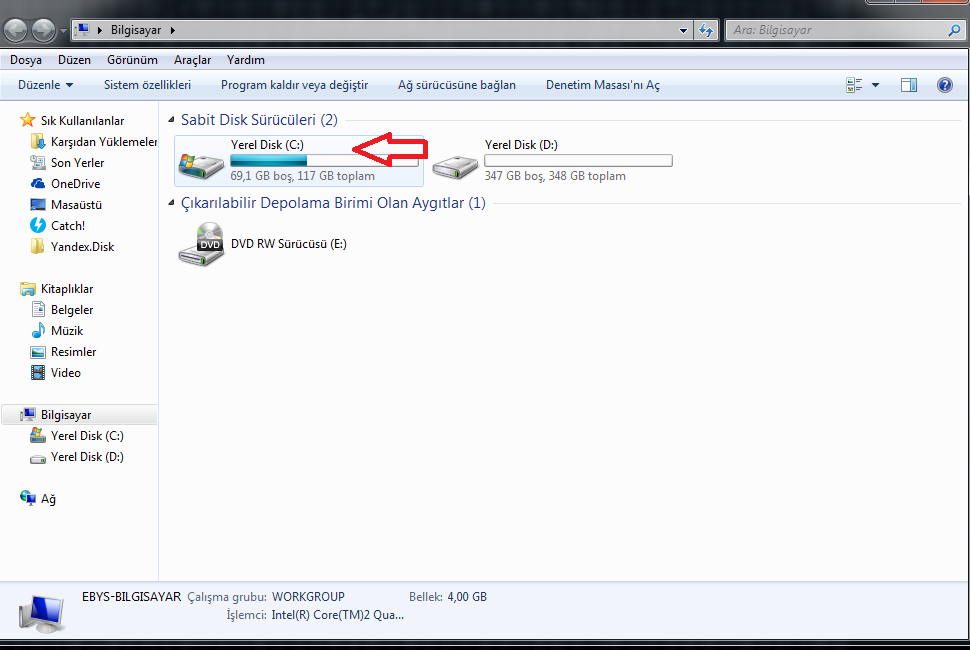 Bilgisayar
Ara: Bilgisayar
Dosya Düzen Görünüm Araçlar Yardım
Düzenle Sistem özellikleri Program kaldır veya değiştir Ağ sürücüsüne bağlan Denetim Masası'nı Aç
Sık Kullanılanlar
Karşıdan Yüklemeler
Son Yerler
OneDrive
Masaüstü
Catch!
Yandex.Disk
Kitaplıklar
Belgeler
Müzik
Resimler
Video
Bilgisayar
Yerel Disk (C:)
Yerel Disk (D:)
Ağ
Sabit Disk Sürücüleri (2)
Yerel Disk (C:)
69,1 GB boş, 117 GB toplam
Yerel Disk (D:)
347 GB boş, 348 GB toplam
Çıkarılabilir Depolama Birimi Olan Aygıtlar (1)
DVD
DVD RW Sürücüsü (E:)
EBYS-BILGISAYAR Çalışma grubu: WORKGROUP Bellek: 4,00 GB
İşlemci: Intel(R) Core(TM)2 Qua...